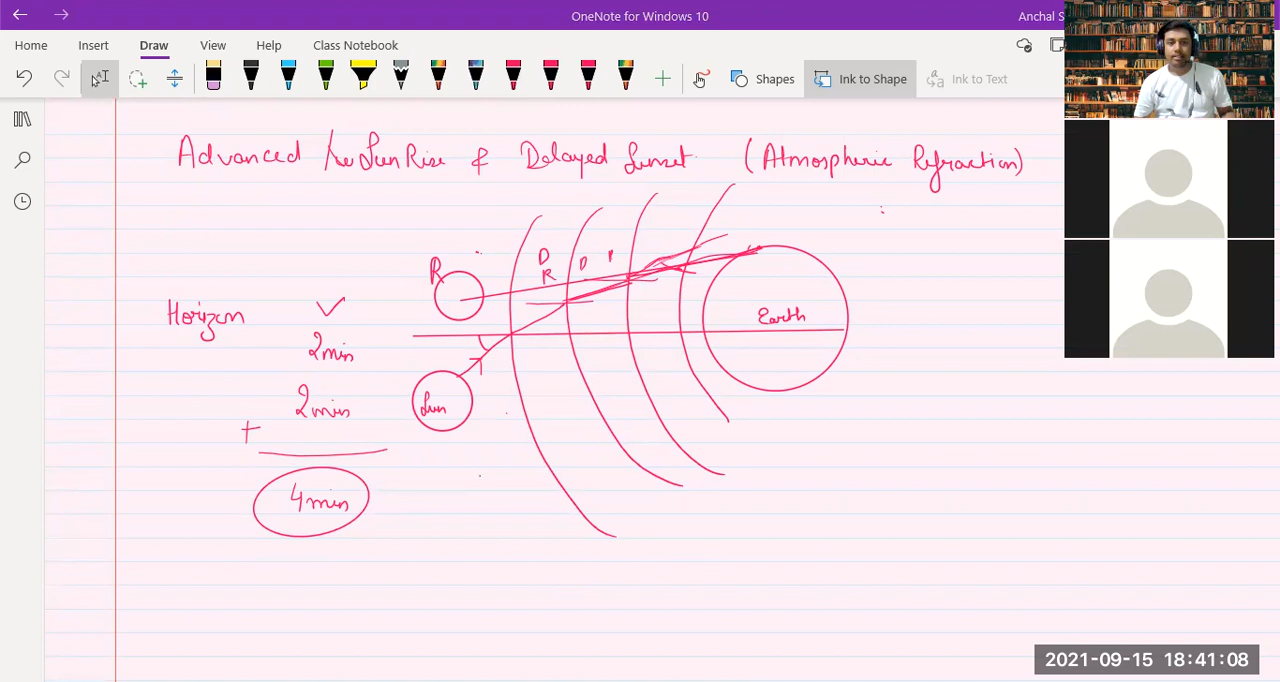 OneNote for Windows 10
Anchal S
Home Insert Draw View Help Class Notebook
Shapes Ink to Shape Ink to Text
Advanced SunRise & Delayed Sunset (Atmospheric Refraction)
R
D
R
D
Horizon
2min
Earth
2min
Sun
+
4min
2021-09-15 18:41:08